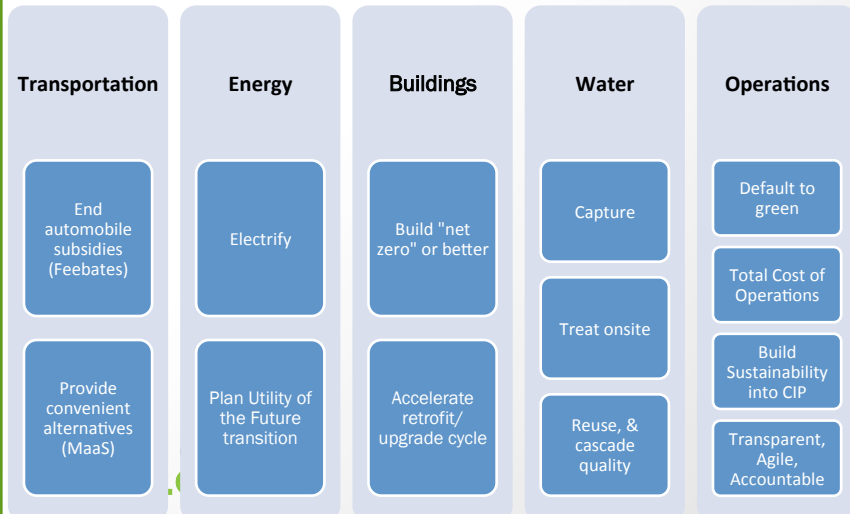 Transportation
Energy
Buildings
Water
Operations
End
automobile
subsidies
(Feebates)
Provide
convenient
alternatives
(MaaS)
Electrify
Plan Utility of
the Future
transition
Build "net
zero" or better
Accelerate
retrofit/
upgrade cycle
Capture
Treat onsite
Reuse, &
cascade
quality
Default to
green
Total Cost of
Operations
Build
Sustainability
into CIP
Transparent,
Agile,
Accountable